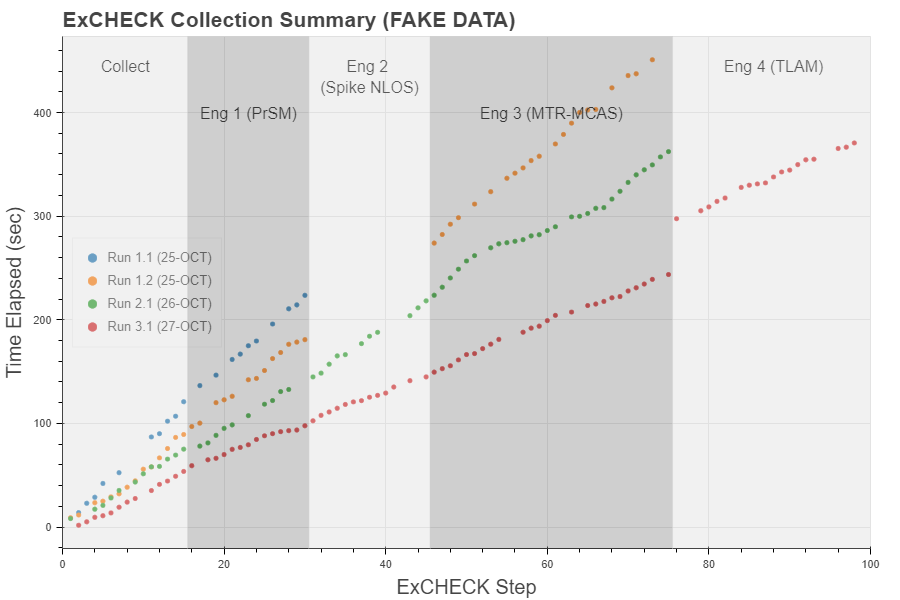 ExCHECK Collection Summary (FAKE DATA)
Collect
Eng 1 (PrSM)
Eng 2
(Spike NLOS)
Eng 3 (MTR-MCAS)
Eng 4 (TLAM)
Time Elapsed (sec)
400
300
200
100
0
Run 1.1 (25-OCT)
Run 1.2 (25-OCT)
Run 2.1 (26-OCT)
Run 3.1 (27-OCT)
0 20 40 60 80 100
ExCHECK Step